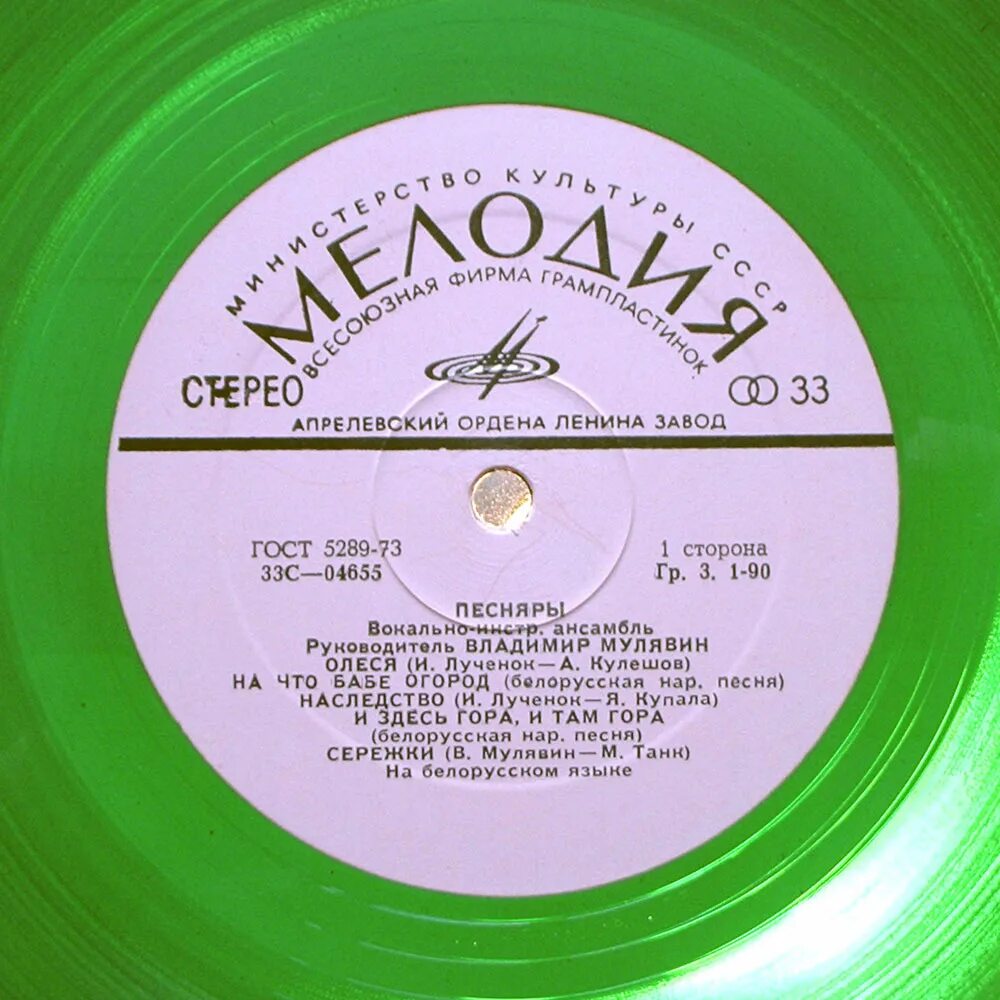 МИНИСТЕРСТВО КУЛЬТУРЫ СССР
МЕЛОДИЯ
ВСЕСОЮЗНАЯ ФИРМА ГРАМПЛАСТИНОК
СТЕРЕО 33
АПРЕЛЕВСКИЙ ОРДЕНА ЛЕНИНА ЗАВОД
ГОСТ 5289-73 1 сторона
33С—04655 Гр. 3. 1-90
ПЕСНЯРЫ
Вокально-инстр. ансамбль
Руководитель ВЛАДИМИР МУЛЯВИН
ОЛЕСЯ (И. Лученок—А. Кулешов)
НА ЧТО БАБЕ ОГОРОД (белорусская нар. песня)
НАСЛЕДСТВО (И. Лученок—Я. Купала)
И ЗДЕСЬ ГОРА, И ТАМ ГОРА
(белорусская нар. песня)
СЕРЕЖКИ (В. Мулявин—М. Танк)
На белорусском языке